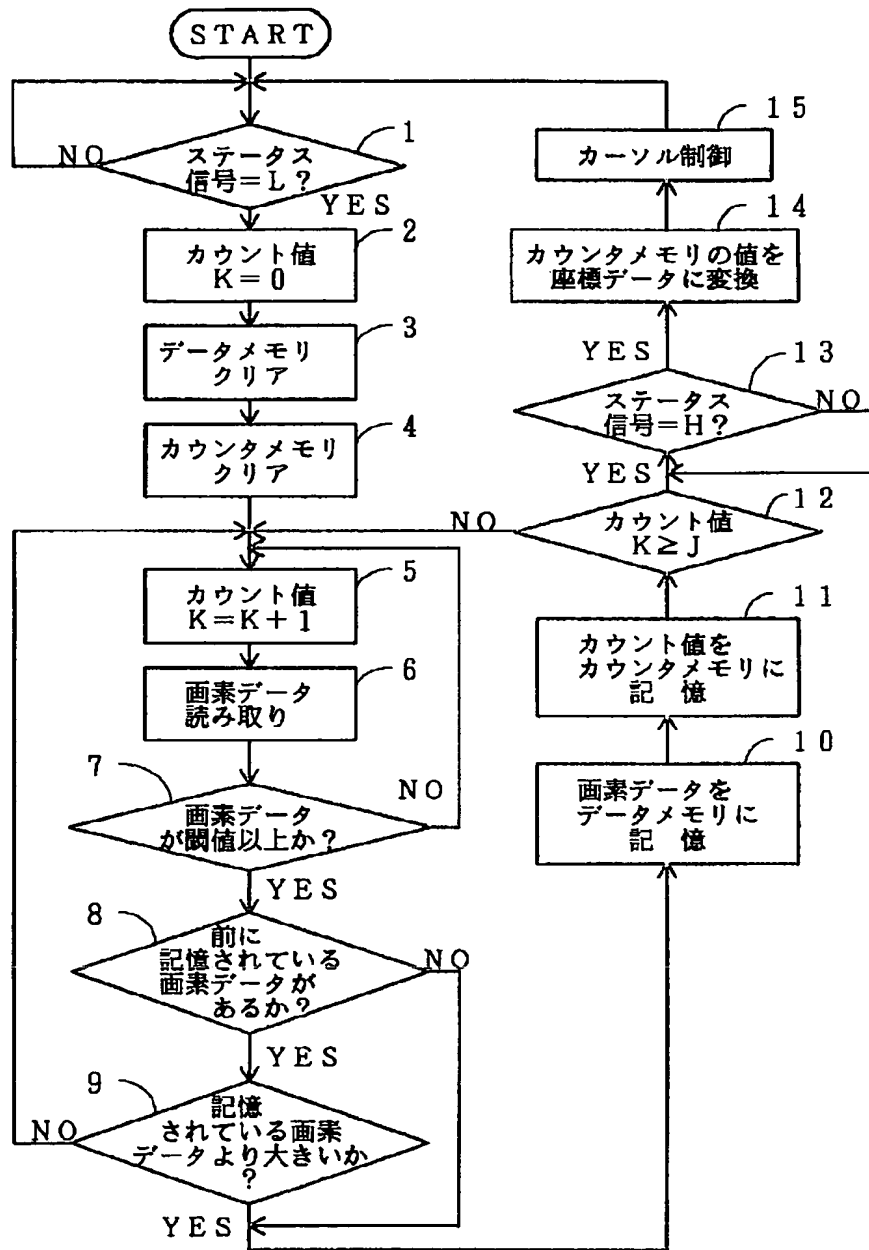 START
1
ステータス
信号=L?
NO
YES
2
カウント値
K=0
3
データメモリ
クリア
4
カウンタメモリ
クリア
5
カウント値
K=K+1
6
画素データ
読み取り
7
画素データ
が閾値以上か?
NO
YES
8
前に
記憶されている
画素データが
あるか?
NO
YES
9
記憶
されている画素
データより大きいか
?
NO
YES
10
画素データを
データメモリに
記 憶
11
カウント値を
カウンタメモリに
記 憶
12
カウント値
K≧J
NO
YES
13
ステータス
信号=H?
NO
YES
14
カウンタメモリの値を
座標データに変換
15
カーソル制御